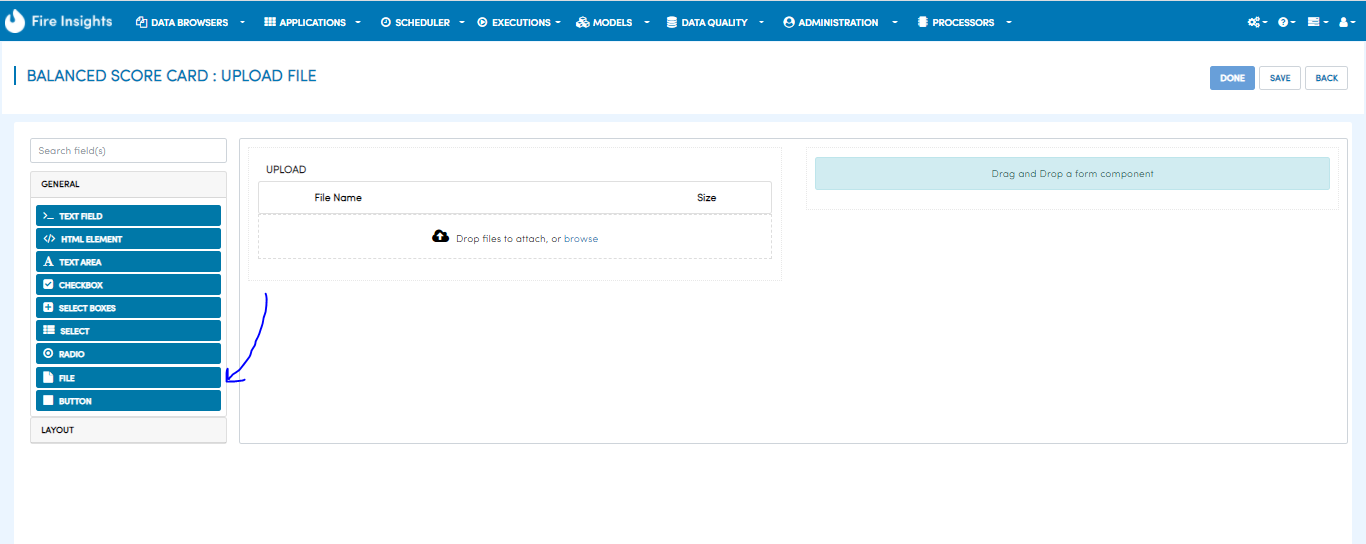 Fire Insights DATA BROWSERS APPLICATIONS SCHEDULER EXECUTIONS MODELS DATA QUALITY ADMINISTRATION PROCESSORS
BALANCED SCORE CARD : UPLOAD FILE
DONE SAVE BACK
Search field(s)
GENERAL
TEXT FIELD
HTML ELEMENT
TEXT AREA
CHECKBOX
SELECT BOXES
SELECT
RADIO
FILE
BUTTON
LAYOUT
UPLOAD
File Name Size
Drop files to attach, or browse
Drag and Drop a form component